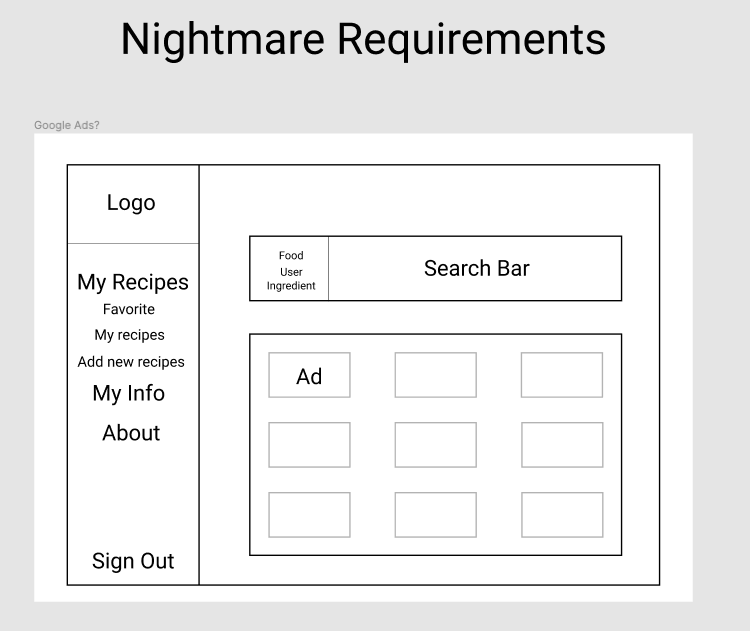 Nightmare Requirements
Google Ads?
Logo
My Recipes
Favorite
My recipes
Add new recipes
My Info
About
Sign Out
Food
User
Ingredient
Search Bar
Ad